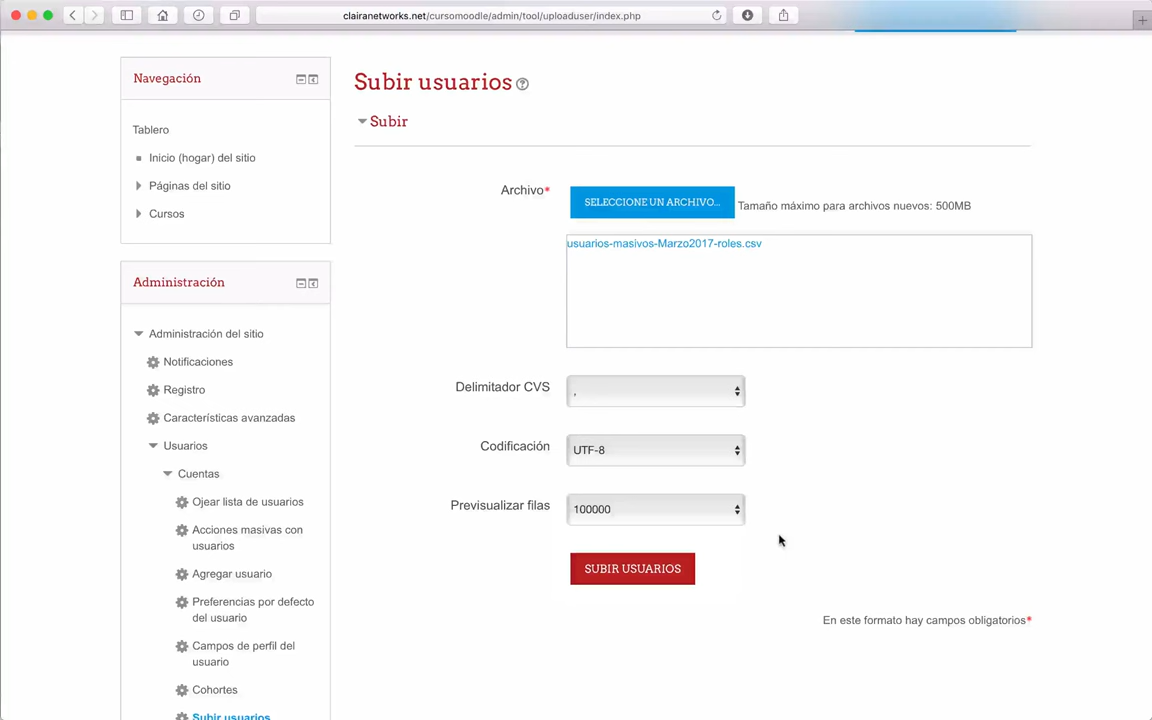 clairanetworks.net/cursomoodle/admin/tool/uploaduser/index.php
Navegación
Tablero
Inicio (hogar) del sitio
Páginas del sitio
Cursos
Administración
Administración del sitio
Notificaciones
Registro
Características avanzadas
Usuarios
Cuentas
Ojear lista de usuarios
Acciones masivas con
usuarios
Agregar usuario
Preferencias por defecto
del usuario
Campos de perfil del
usuario
Cohortes
Subir usuarios
Subir usuarios
Subir
Archivo*
SELECCIONE UN ARCHIVO...
Tamaño máximo para archivos nuevos: 500MB
usuarios-masivos-Marzo2017-roles.csv
Delimitador CVS
,
Codificación
UTF-8
Previsualizar filas
100000
SUBIR USUARIOS
En este formato hay campos obligatorios*